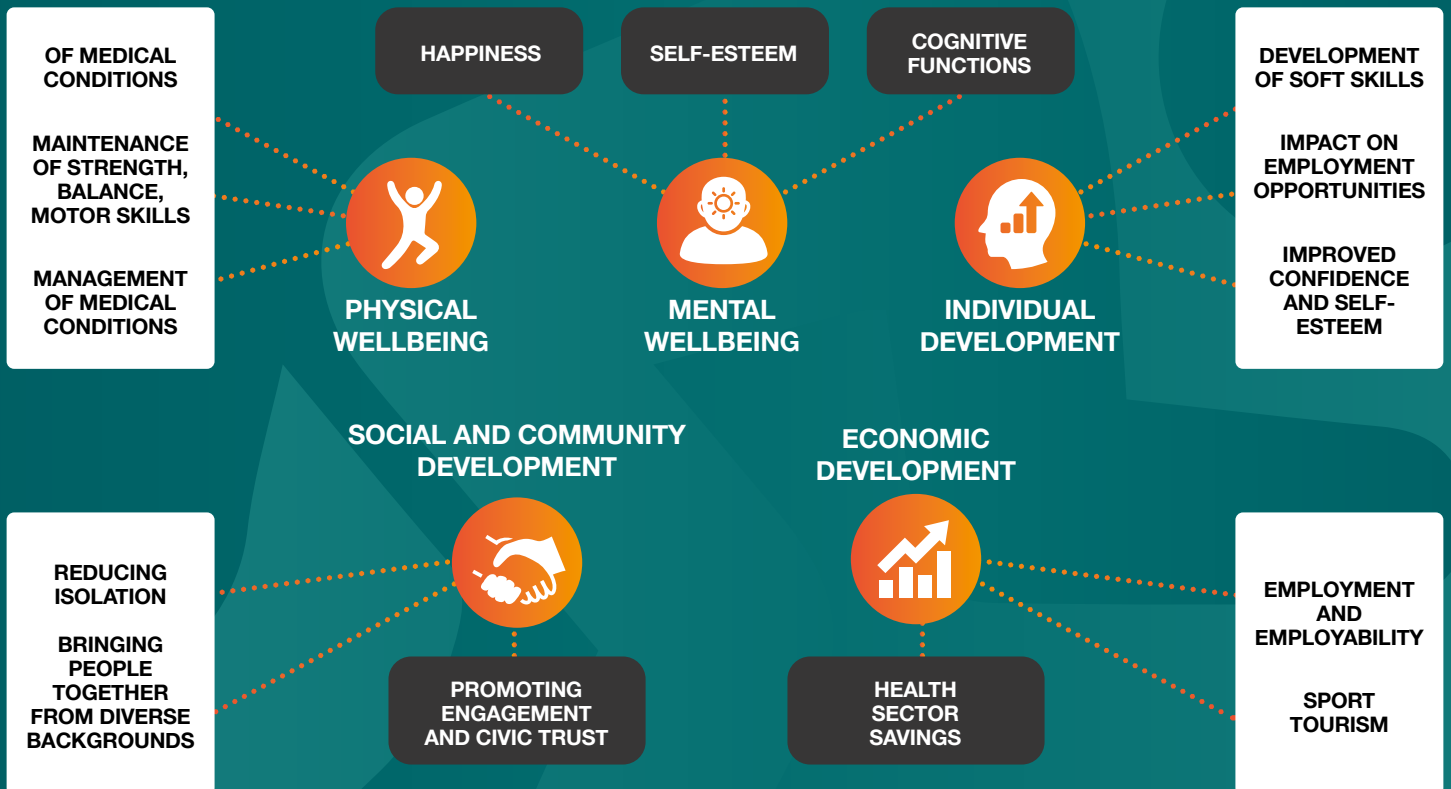 OF MEDICAL
CONDITIONS
MAINTENANCE
OF STRENGTH,
BALANCE,
MOTOR SKILLS
MANAGEMENT
OF MEDICAL
CONDITIONS
HAPPINESS
SELF-ESTEEM
COGNITIVE
FUNCTIONS
DEVELOPMENT
OF SOFT SKILLS
IMPACT ON
EMPLOYMENT
OPPORTUNITIES
IMPROVED
CONFIDENCE
AND SELF-
ESTEEM
PHYSICAL
WELLBEING
MENTAL
WELLBEING
INDIVIDUAL
DEVELOPMENT
SOCIAL AND COMMUNITY
DEVELOPMENT
ECONOMIC
DEVELOPMENT
REDUCING
ISOLATION
BRINGING
PEOPLE
TOGETHER
FROM DIVERSE
BACKGROUNDS
PROMOTING
ENGAGEMENT
AND CIVIC TRUST
HEALTH
SECTOR
SAVINGS
EMPLOYMENT
AND
EMPLOYABILITY
SPORT
TOURISM